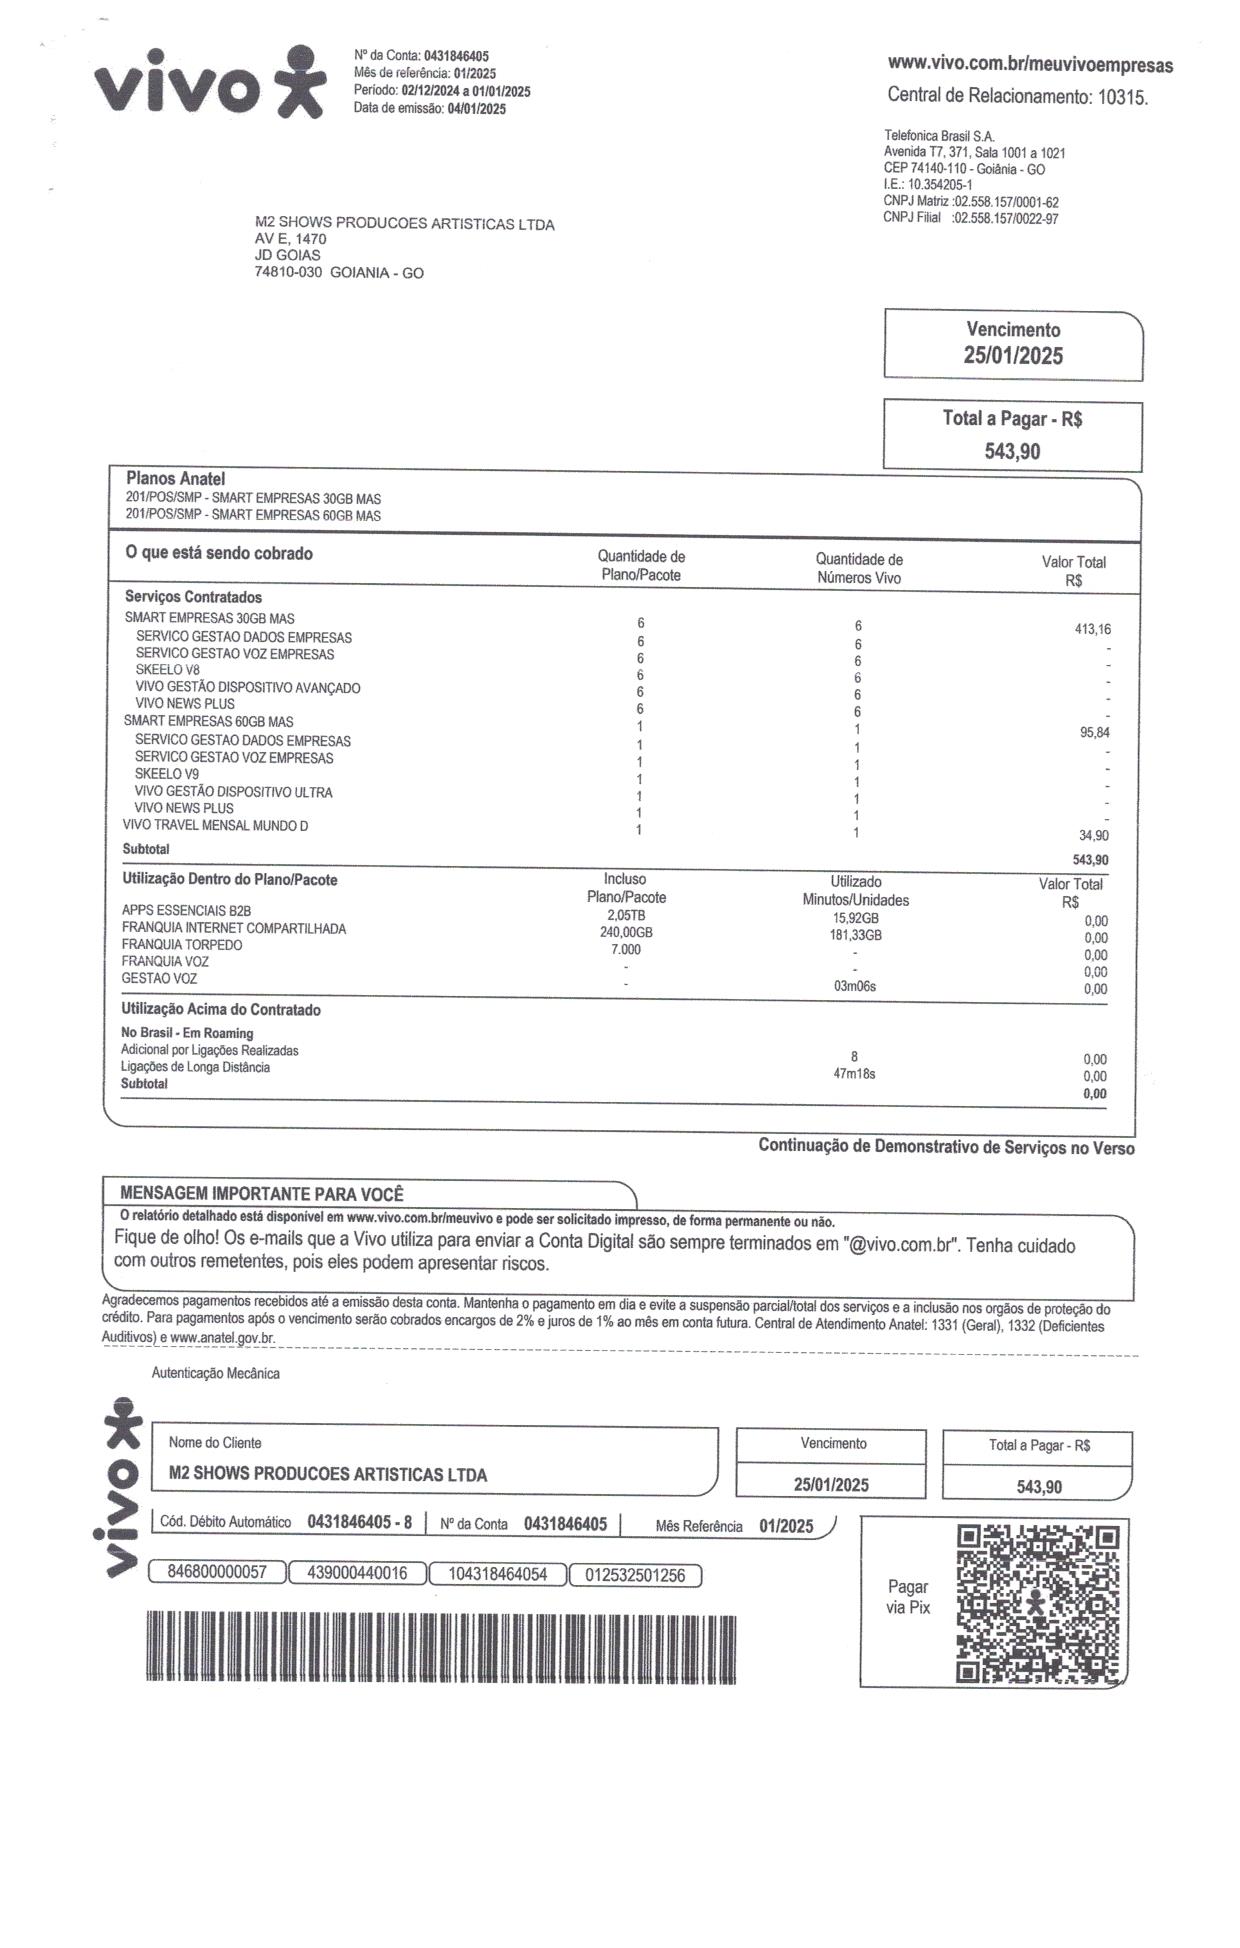 vivo
Nº da Conta: 0431846405
Mês de referência: 01/2025
Período: 02/12/2024 a 01/01/2025
Data de emissão: 04/01/2025
www.vivo.com.br/meuvivoempresas
Central de Relacionamento: 10315.
Telefonica Brasil S.A.
Avenida T7, 371, Sala 1001 a 1021
CEP 74140-110 - Goiânia - GO
I.E.: 10.354205-1
CNPJ Matriz :02.558.157/0001-62
CNPJ Filial :02.558.157/0022-97
M2 SHOWS PRODUCOES ARTISTICAS LTDA
AV E, 1470
JD GOIAS
74810-030 GOIANIA - GO
Vencimento
25/01/2025
Total a Pagar - R$
543,90
Planos Anatel
201/POS/SMP - SMART EMPRESAS 30GB MAS
201/POS/SMP - SMART EMPRESAS 60GB MAS
O que está sendo cobrado Quantidade de Plano/Pacote Quantidade de Números Vivo Valor Total R$
Serviços Contratados
SMART EMPRESAS 30GB MAS 6 6 413,16
SERVICO GESTAO DADOS EMPRESAS 6 6 -
SERVICO GESTAO VOZ EMPRESAS 6 6 -
SKEELO V8 6 6 -
VIVO GESTÃO DISPOSITIVO AVANÇADO 6 6 -
VIVO NEWS PLUS 6 6 -
SMART EMPRESAS 60GB MAS 1 1 95,84
SERVICO GESTAO DADOS EMPRESAS 1 1 -
SERVICO GESTAO VOZ EMPRESAS 1 1 -
SKEELO V9 1 1 -
VIVO GESTÃO DISPOSITIVO ULTRA 1 1 -
VIVO NEWS PLUS 1 1 -
VIVO TRAVEL MENSAL MUNDO D 1 1 34,90
Subtotal 543,90
Utilização Dentro do Plano/Pacote Incluso Plano/Pacote Utilizado Minutos/Unidades Valor Total R$
APPS ESSENCIAIS B2B 2,05TB 15,92GB 0,00
FRANQUIA INTERNET COMPARTILHADA 240,00GB 181,33GB 0,00
FRANQUIA TORPEDO 7.000 - 0,00
FRANQUIA VOZ - - 0,00
GESTAO VOZ - 03m06s 0,00
Utilização Acima do Contratado
No Brasil - Em Roaming
Adicional por Ligações Realizadas 8 0,00
Ligações de Longa Distância 47m18s 0,00
Subtotal 0,00
Continuação de Demonstrativo de Serviços no Verso
MENSAGEM IMPORTANTE PARA VOCÊ
O relatório detalhado está disponível em www.vivo.com.br/meuvivo e pode ser solicitado impresso, de forma permanente ou não.
Fique de olho! Os e-mails que a Vivo utiliza para enviar a Conta Digital são sempre terminados em "@vivo.com.br". Tenha cuidado
com outros remetentes, pois eles podem apresentar riscos.
Agradecemos pagamentos recebidos até a emissão desta conta. Mantenha o pagamento em dia e evite a suspensão parcial/total dos serviços e a inclusão nos orgãos de proteção do
crédito. Para pagamentos após o vencimento serão cobrados encargos de 2% e juros de 1% ao mês em conta futura. Central de Atendimento Anatel: 1331 (Geral), 1332 (Deficientes
Auditivos) e www.anatel.gov.br.
Autenticação Mecânica
vivo
Nome do Cliente
M2 SHOWS PRODUCOES ARTISTICAS LTDA
Vencimento
25/01/2025
Total a Pagar - R$
543,90
Cód. Débito Automático 0431846405 - 8 Nº da Conta 0431846405 Mês Referência 01/2025
846800000057 439000440016 104318464054 012532501256
Pagar
via Pix